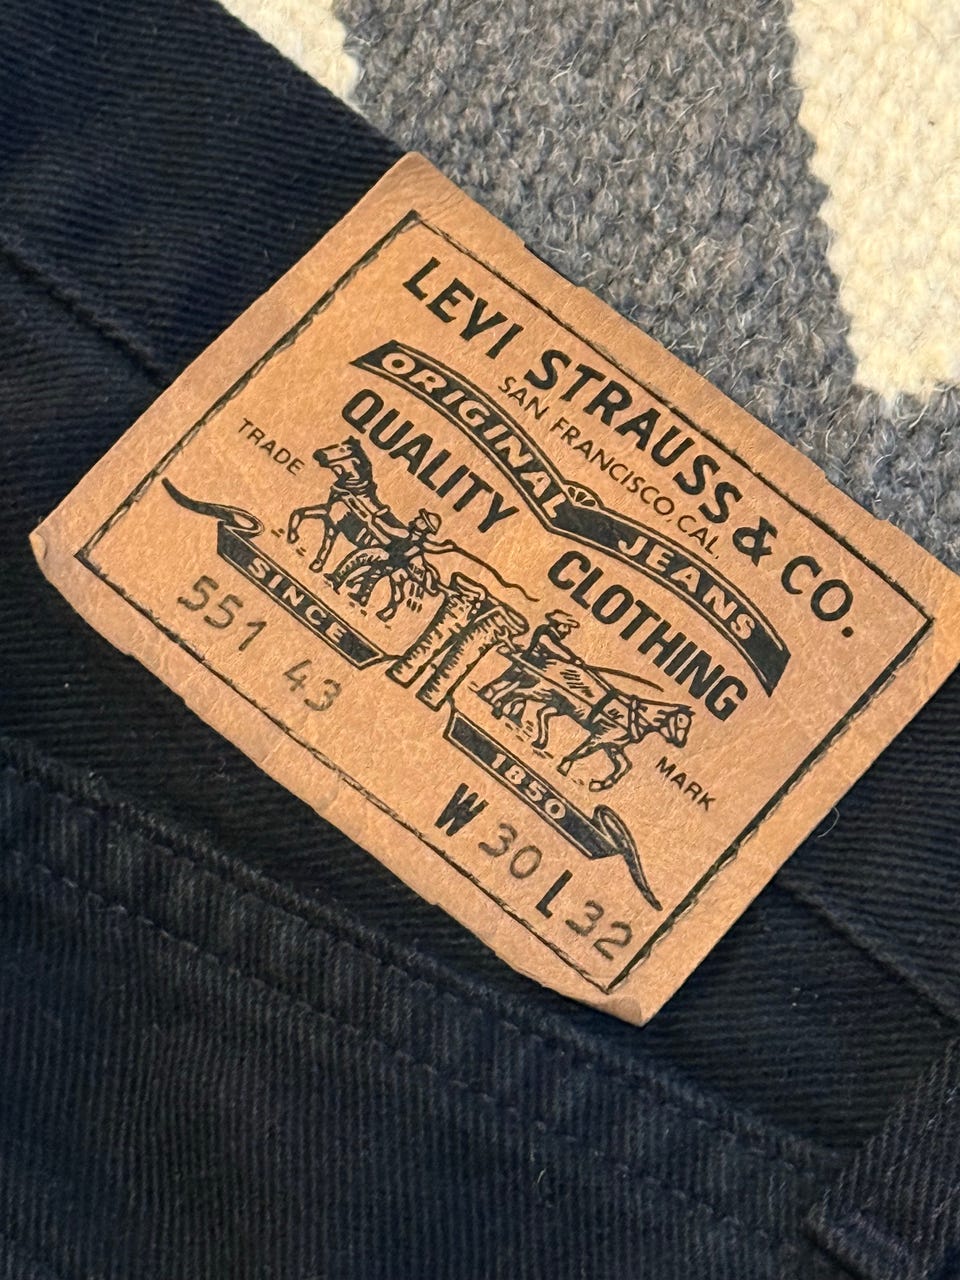 LEVI STRAUSS & CO.
SAN FRANCISCO, CAL.
ORIGINAL JEANS
QUALITY CLOTHING
TRADE MARK
SINCE 1850
551 43
W 30 L 32